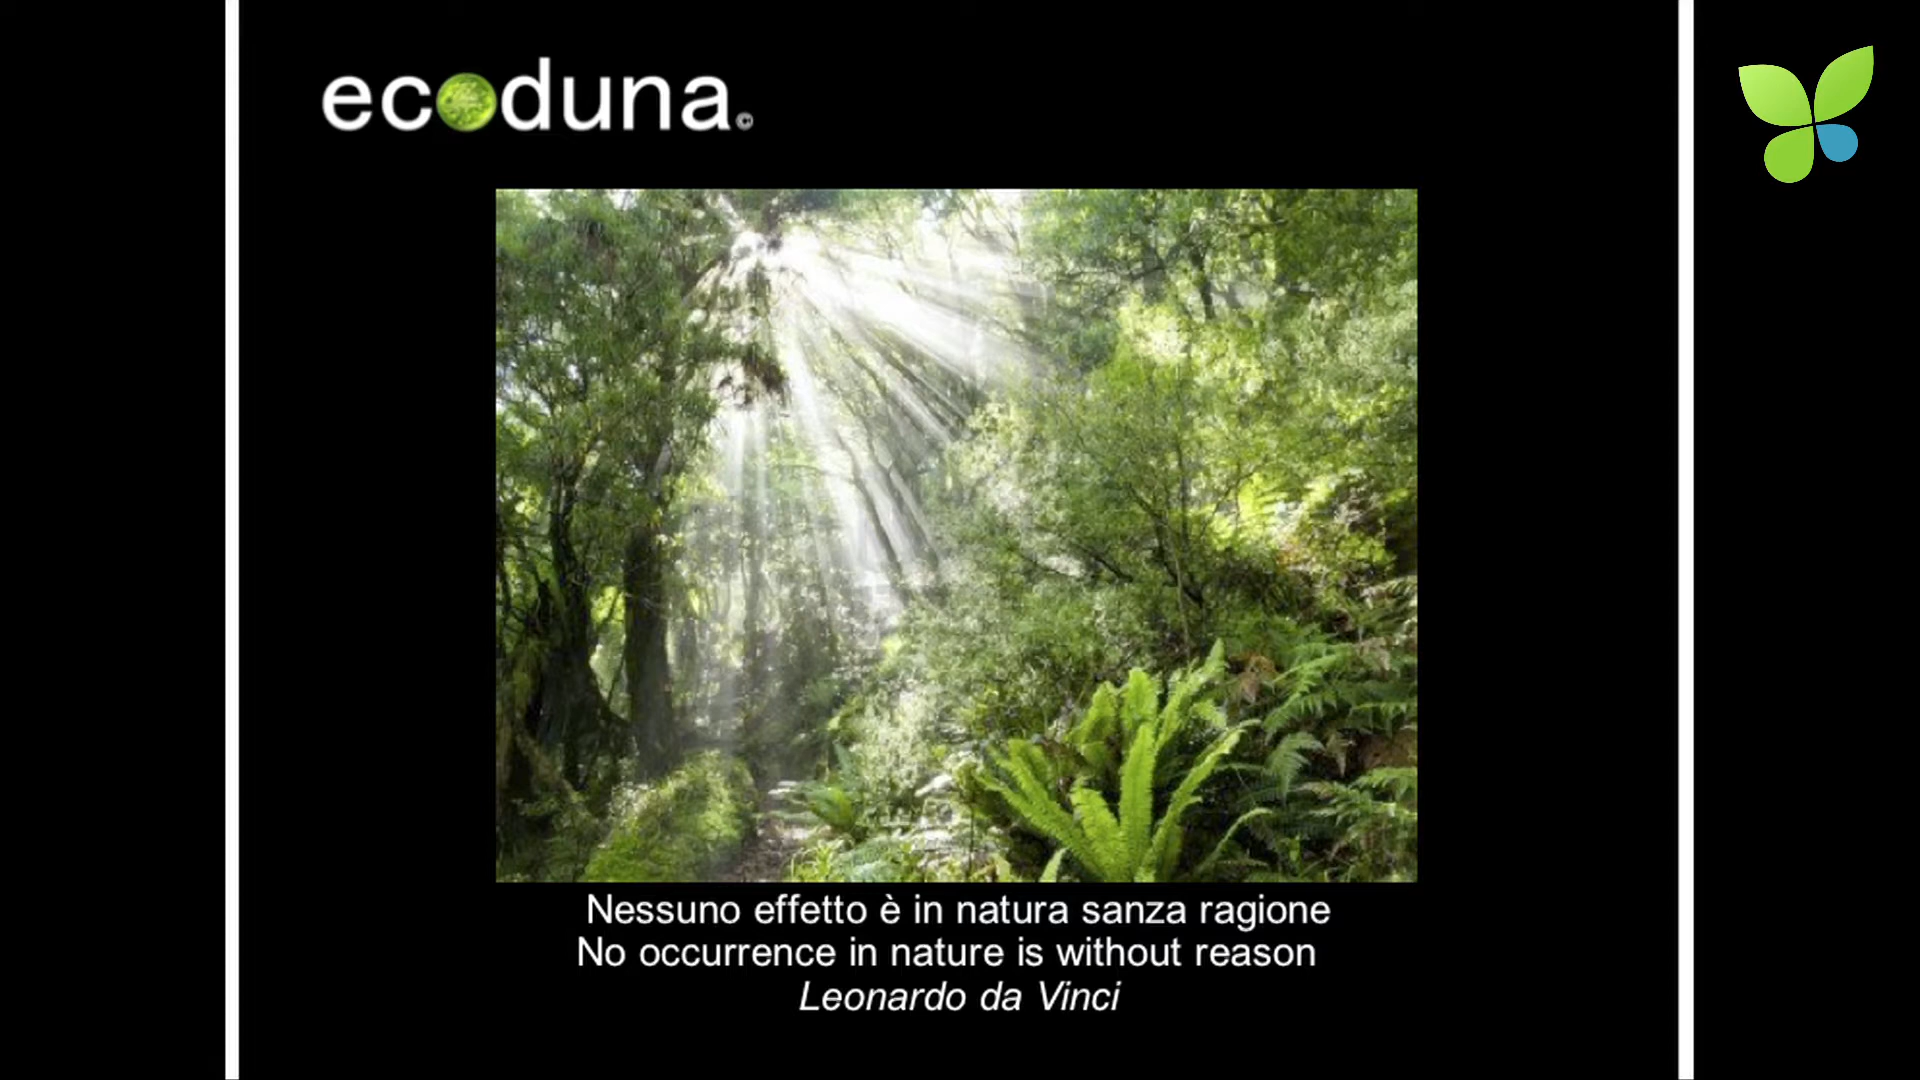 ecoduna©
Nessuno effetto è in natura sanza ragione
No occurrence in nature is without reason
Leonardo da Vinci